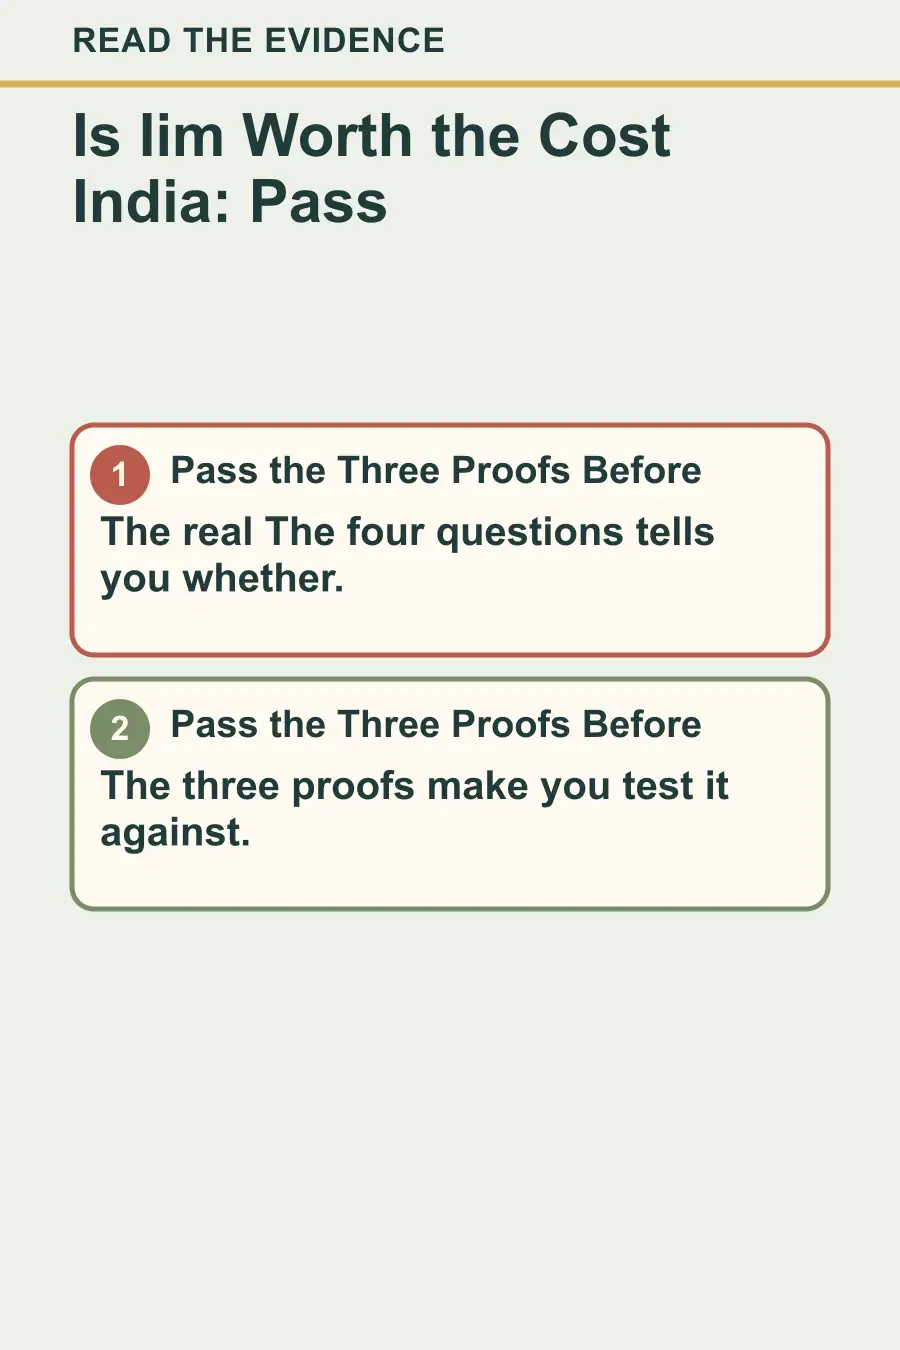 READ THE EVIDENCE
Is Iim Worth the Cost
India: Pass
1 Pass the Three Proofs Before
The real The four questions tells
you whether.
2 Pass the Three Proofs Before
The three proofs make you test it
against.